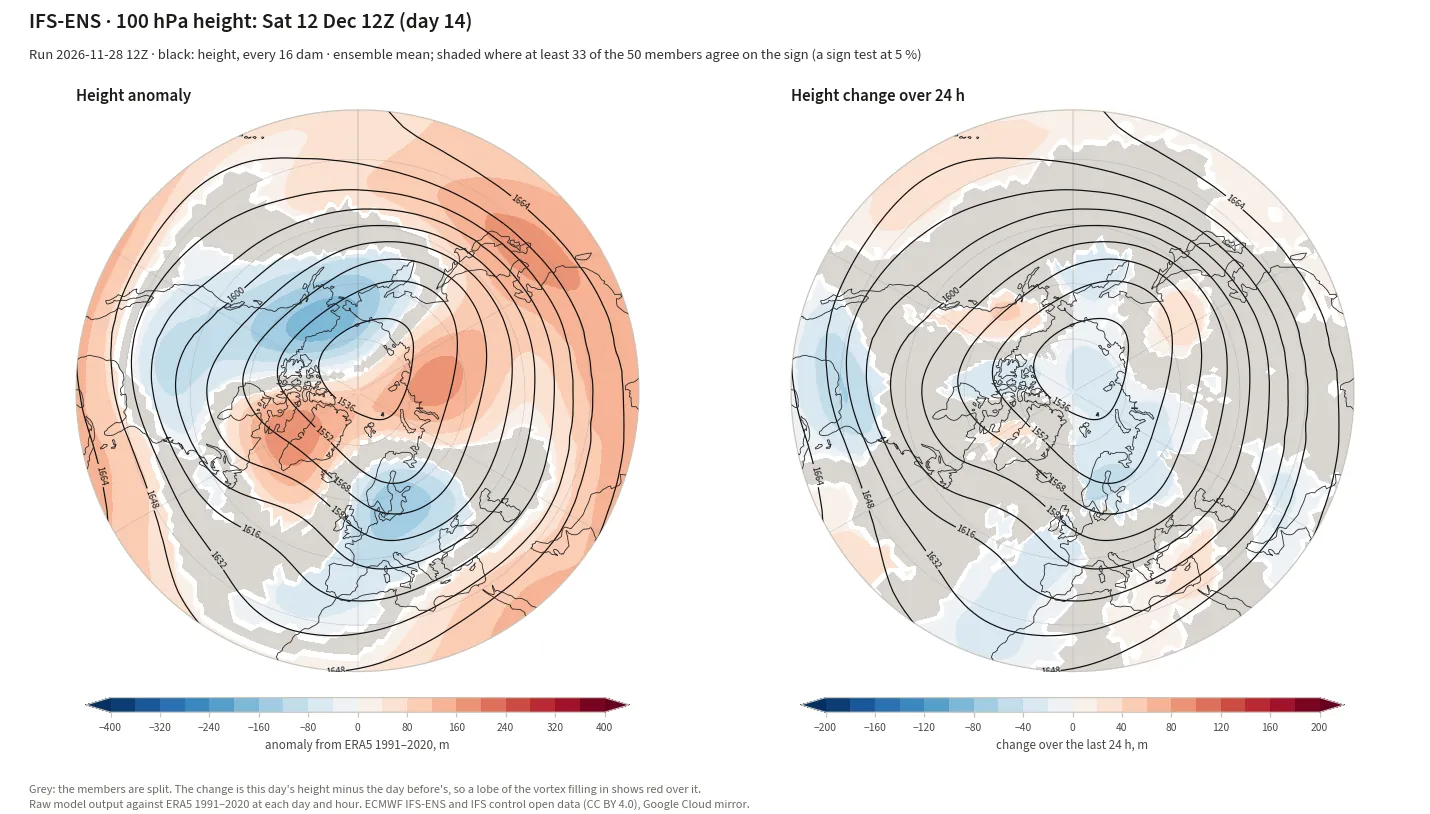 IFS-ENS · 100 hPa height: Sat 12 Dec 12Z (day 14)
Run 2026-11-28 12Z · black: height, every 16 dam · ensemble mean; shaded where at least 33 of the 50 members agree on the sign (a sign test at 5 %)
Height anomaly
Height change over 24 h
1664
1664
1600
1600
1536
1536
1552
1552
1568
1568
1664
1648
1664
1648
1616
1616
1632
1632
1648
1648
−400 −320 −240 −160 −80 0 80 160 240 320 400
−200 −160 −120 −80 −40 0 40 80 120 160 200
anomaly from ERA5 1991–2020, m
change over the last 24 h, m
Grey: the members are split. The change is this day's height minus the day before's, so a lobe of the vortex filling in shows red over it.
Raw model output against ERA5 1991–2020 at each day and hour. ECMWF IFS-ENS and IFS control open data (CC BY 4.0), Google Cloud mirror.